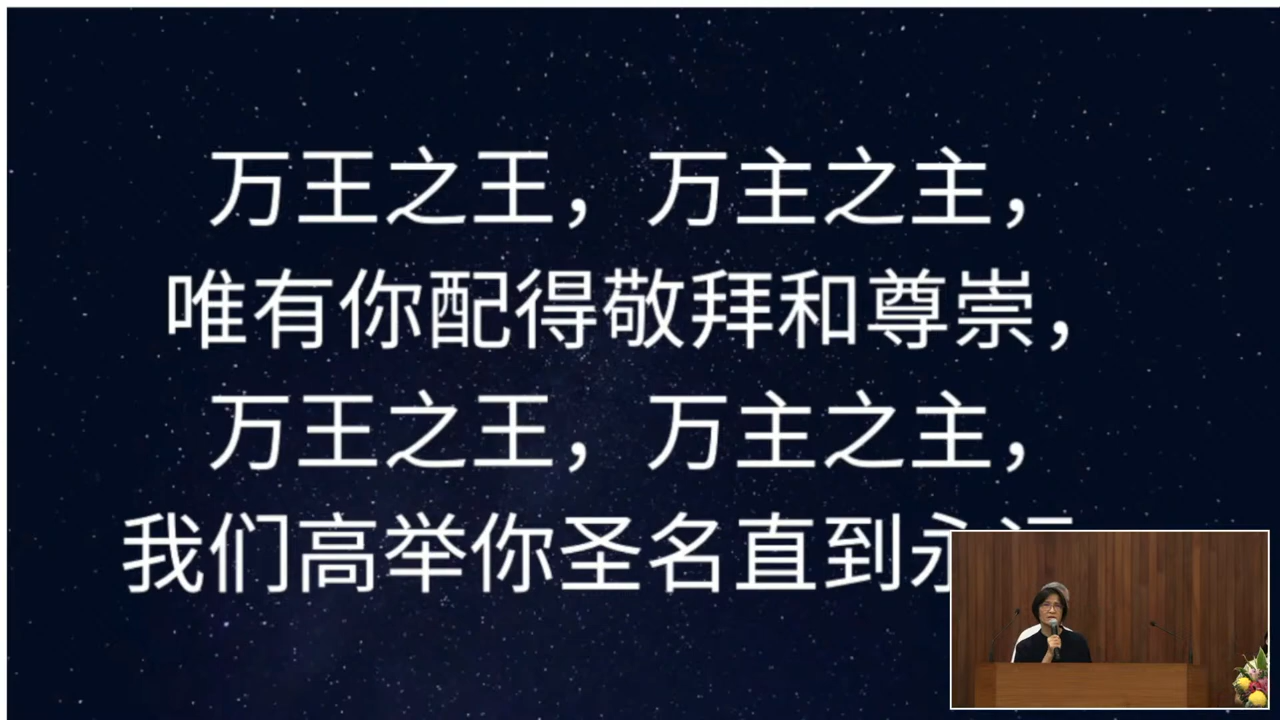 万王之王，万主之主，
唯有你配得敬拜和尊崇，
万王之王，万主之主，
我们高举你圣名直到永